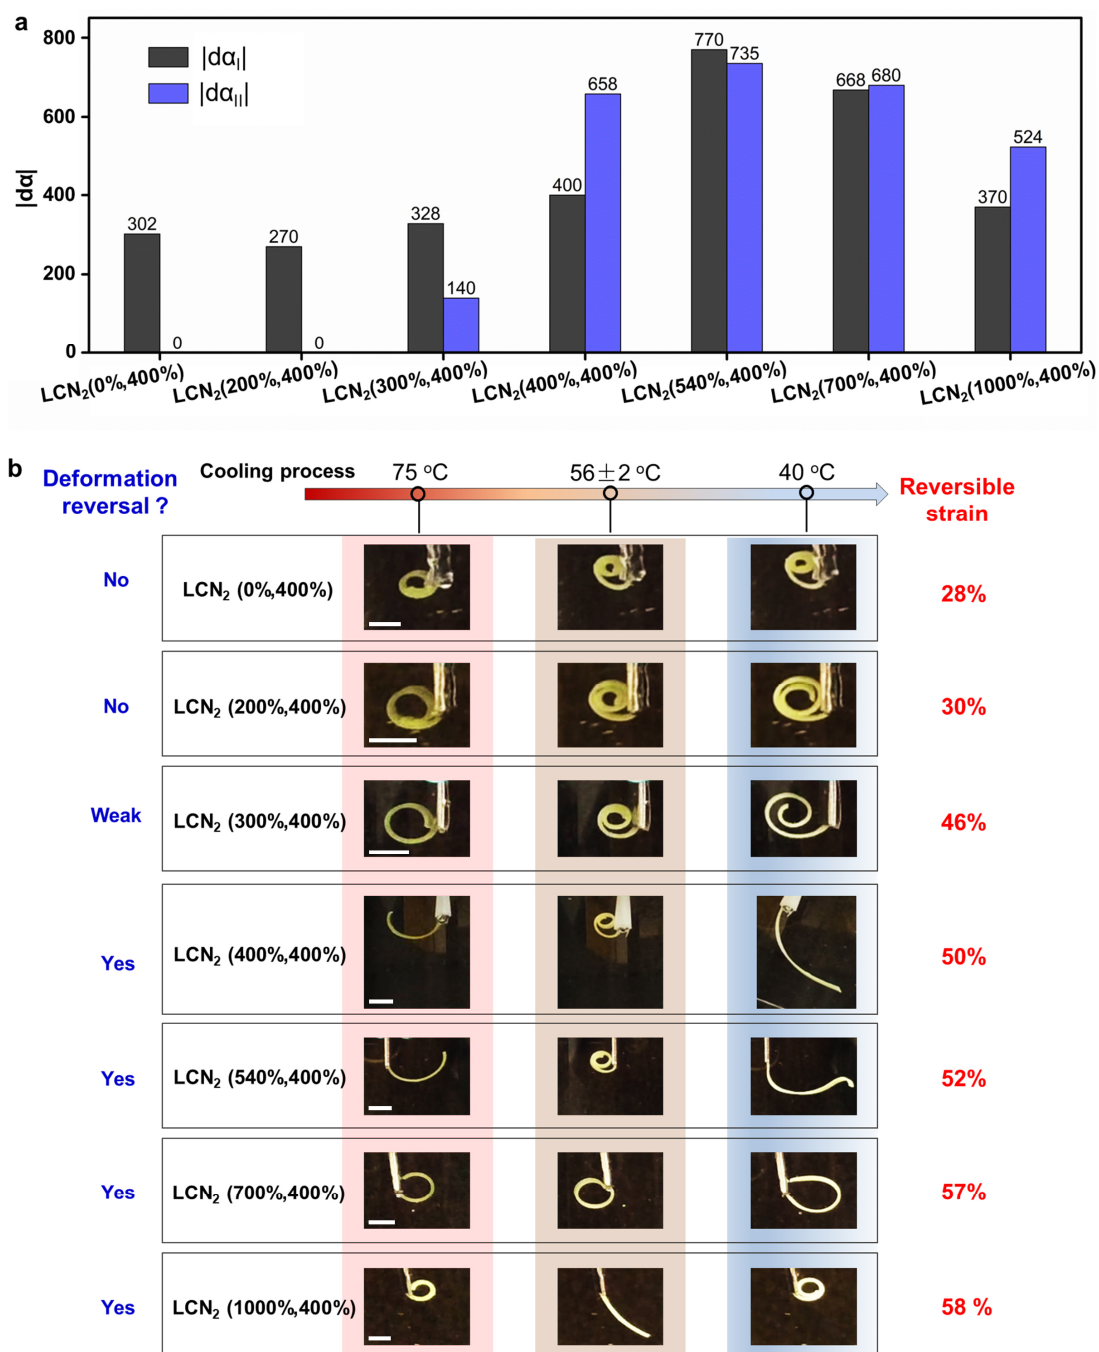 a
800
600
400
200
0
|dα|
|dαI|
|dαII|
302
0
270
0
328
140
400
658
770
735
668
680
370
524
LCN2(0%,400%)
LCN2(200%,400%)
LCN2(300%,400%)
LCN2(400%,400%)
LCN2(540%,400%)
LCN2(700%,400%)
LCN2(1000%,400%)
b
Deformation
reversal ?
Cooling process
75 °C
56±2 °C
40 °C
Reversible
strain
No
LCN2 (0%,400%)
28%
No
LCN2 (200%,400%)
30%
Weak
LCN2 (300%,400%)
46%
Yes
LCN2 (400%,400%)
50%
Yes
LCN2 (540%,400%)
52%
Yes
LCN2 (700%,400%)
57%
Yes
LCN2 (1000%,400%)
58 %